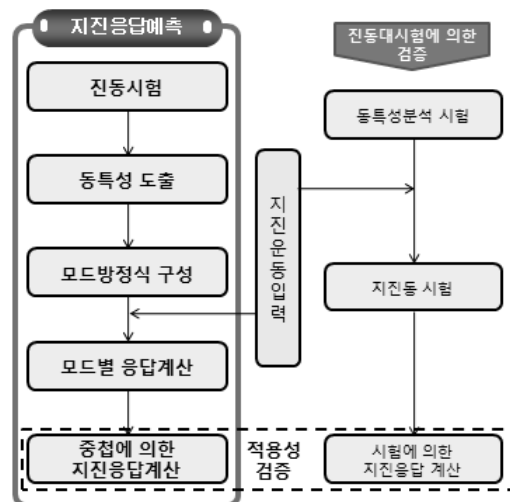 지진응답예측
진동시험
동특성 도출
모드방정식 구성
모드별 응답계산
중첩에 의한
지진응답계산
지진운동입력
적용성
검증
진동대시험에 의한
검증
동특성분석 시험
지진동 시험
시험에 의한
지진응답 계산